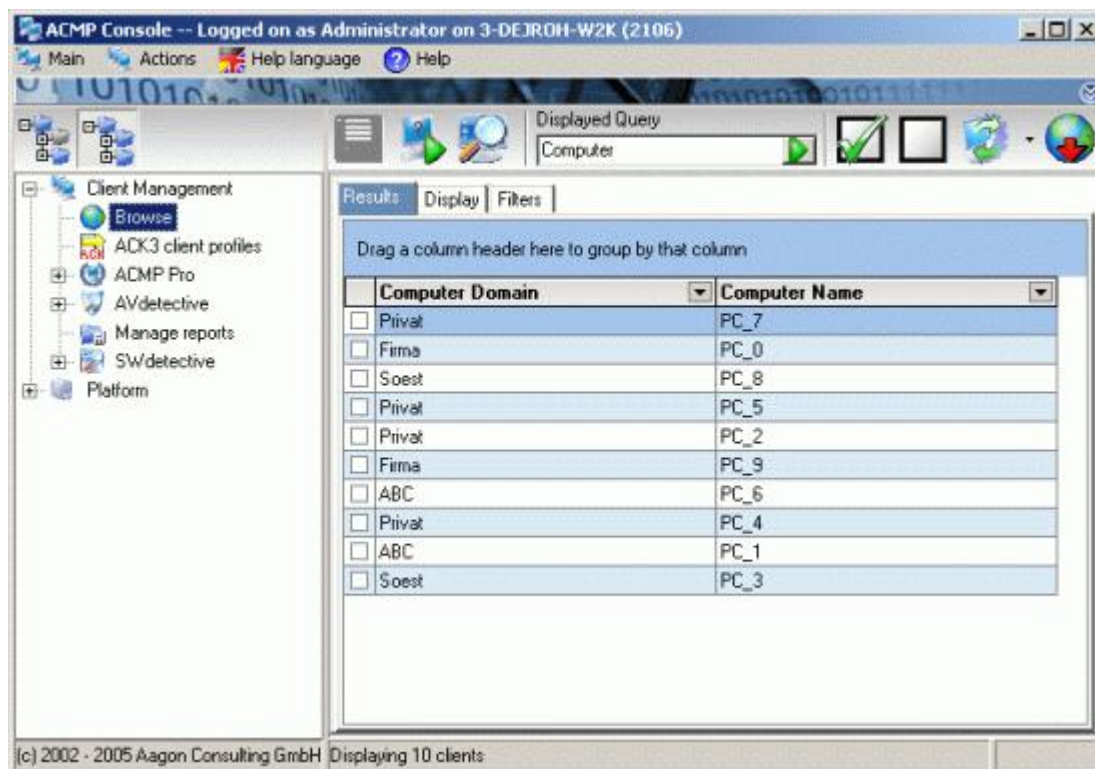 ACMP Console -- Logged on as Administrator on 3-DEJROH-W2K (2106)
Main Actions Help language Help
Displayed Query
Computer
Client Management
Browse
ACK3 client profiles
ACMP Pro
AVdetective
Manage reports
SWdetective
Platform
Results Display Filters
Drag a column header here to group by that column
Computer Domain Computer Name
Privat PC_7
Firma PC_0
Soest PC_8
Privat PC_5
Privat PC_2
Firma PC_9
ABC PC_6
Privat PC_4
ABC PC_1
Soest PC_3
(c) 2002 - 2005 Aagon Consulting GmbH Displaying 10 clients